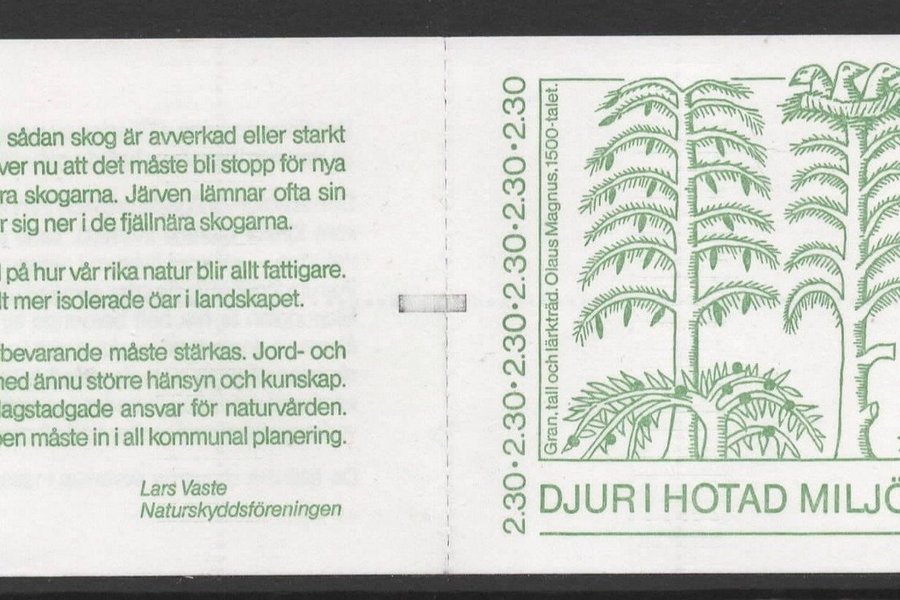 sådan skog är avverkad eller starkt
ver nu att det måste bli stopp för nya
ra skogarna. Järven lämnar ofta sin
r sig ner i de fjällnära skogarna.
på hur vår rika natur blir allt fattigare.
lt mer isolerade öar i landskapet.
bevarande måste stärkas. Jord- och
med ännu större hänsyn och kunskap.
lagstadgade ansvar för naturvården.
pen måste in i all kommunal planering.
Lars Vaste
Naturskyddsföreningen
2.30•2.30•2.30•2.30•2.30•2.30
Gran, tall och lärkträd. Olaus Magnus. 1500-talet.
DJUR I HOTAD MILJÖ